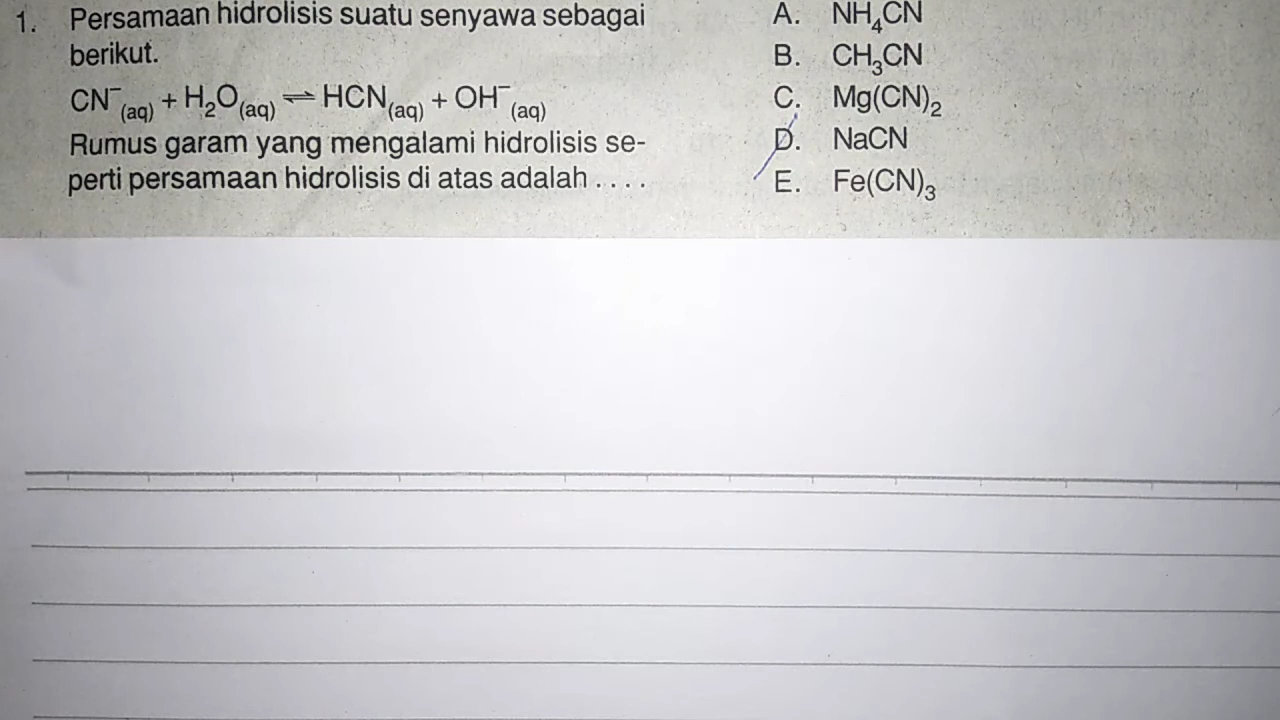 1. Persamaan hidrolisis suatu senyawa sebagai
berikut.
CN⁻(aq) + H₂O(aq) ⇌ HCN(aq) + OH⁻(aq)
Rumus garam yang mengalami hidrolisis se-
perti persamaan hidrolisis di atas adalah . . . .
A. NH₄CN
B. CH₃CN
C. Mg(CN)₂
D. NaCN
E. Fe(CN)₃